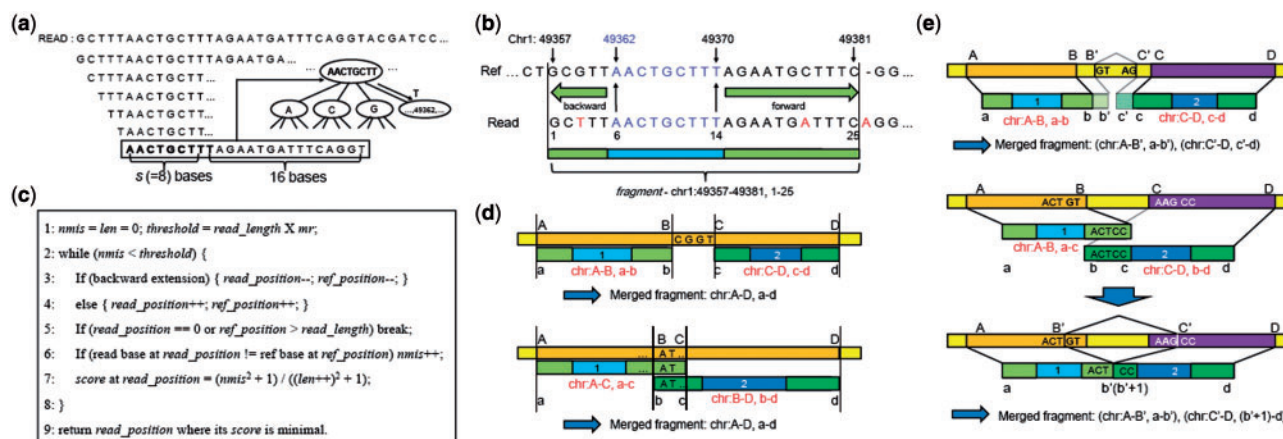 (a)
READ : GCTTTAACTGCTTTAGAATGATTTCAGGTACGATCC ...
GCTTTAACTGCTTTAGAATGA...
CTTTAACTGCTT...
TTTAACTGCTT...
TTAACTGCTT...
TAACTGCTT...
AACTGCTTTAGAATGATTTCAGGT
s (=8) bases
16 bases
... AACTGCTT ...
T
A
C
G
...,49362,...
(b)
Chr1: 49357
49362
49370
49381
Ref ... CTGCGTTAACTGCTTTAGAATGCTTTC-GG...
backward
forward
Read
GCTTTAACTGCTTTAGAATGATTTCAGG...
1
6
14
25
fragment - chr1:49357-49381, 1-25
(c)
1: nmis = len = 0; threshold = read_length X mr;
2: while (nmis < threshold) {
3: If (backward extension) { read_position--; ref_position--; }
4: else { read_position++; ref_position++; }
5: If (read_position == 0 or ref_position > read_length) break;
6: If (read base at read_position != ref base at ref_position) nmis++;
7: score at read_position = (nmis² + 1) / ((len++)² + 1);
8: }
9: return read_position where its score is minimal.
(d)
A
B
C
D
C G G T
1
2
chr:A-B, a-b
chr:C-D, c-d
a
b
c
d
Merged fragment: chr:A-D, a-d
A
B C
D
... A T ...
1
... A T
A T ...
2
chr:A-C, a-c
chr:B-D, b-d
a
b
c
d
Merged fragment: chr:A-D, a-d
(e)
A
B B'
C' C
D
GT AG
1
2
chr:A-B, a-b
chr:C-D, c-d
a
b b'
c' c
d
Merged fragment: (chr:A-B', a-b'), (chr:C'-D, c'-d)
A
B
C
D
ACT GT
AAG CC
1
ACTCC
chr:A-B, a-c
ACTCC
2
a
b
c
chr:C-D, b-d
d
A
B'
C'
D
ACT GT
AAG CC
1
ACT
CC
2
a
b'(b'+1)
d
Merged fragment: (chr:A-B', a-b'), (chr:C'-D, (b'+1)-d)